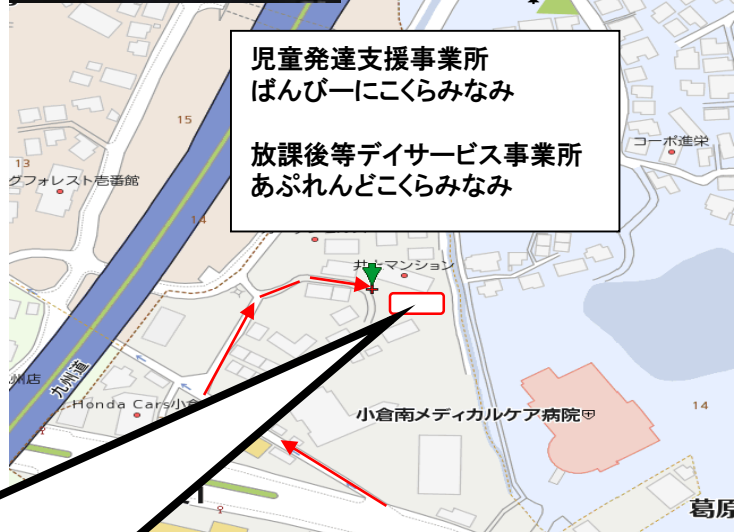 児童発達支援事業所
ばんびーにこくらみなみ
放課後等デイサービス事業所
あぷれんどこくらみなみ
コーポ進栄
15
13
グフォレスト壱番館
14
井上マンション
九州道
州店
Honda Cars小倉
小倉南メディカルケア病院
14
葛原